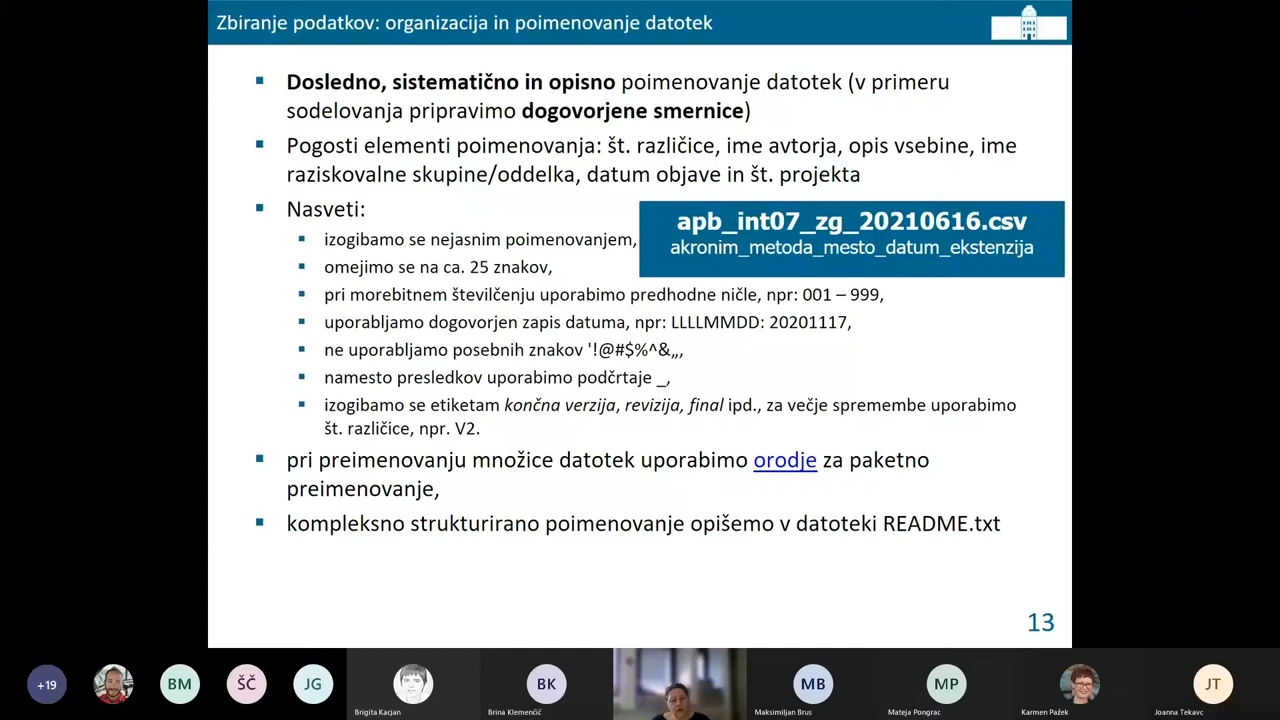 Zbiranje podatkov: organizacija in poimenovanje datotek
Dosledno, sistematično in opisno poimenovanje datotek (v primeru
sodelovanja pripravimo dogovorjene smernice)
Pogosti elementi poimenovanja: št. različice, ime avtorja, opis vsebine, ime
raziskovalne skupine/oddelka, datum objave in št. projekta
Nasveti:
apb_int07_zg_20210616.csv
akronim_metoda_mesto_datum_ekstenzija
izogibamo se nejasnim poimenovanjem,
omejimo se na ca. 25 znakov,
pri morebitnem številčenju uporabimo predhodne ničle, npr: 001 – 999,
uporabljamo dogovorjen zapis datuma, npr: LLLLMMDD: 20201117,
ne uporabljamo posebnih znakov '!@#$%^&„,
namesto presledkov uporabimo podčrtaje _,
izogibamo se etiketam končna verzija, revizija, final ipd., za večje spremembe uporabimo
št. različice, npr. V2.
pri preimenovanju množice datotek uporabimo orodje za paketno
preimenovanje,
kompleksno strukturirano poimenovanje opišemo v datoteki README.txt
13
+19
BM
ŠČ
JG
BK
MB
MP
JT
Brigita Kacjan
Brina Klemenčič
Maksimiljan Brus
Mateja Pongrac
Karmen Pažek
Joanna Tekavc